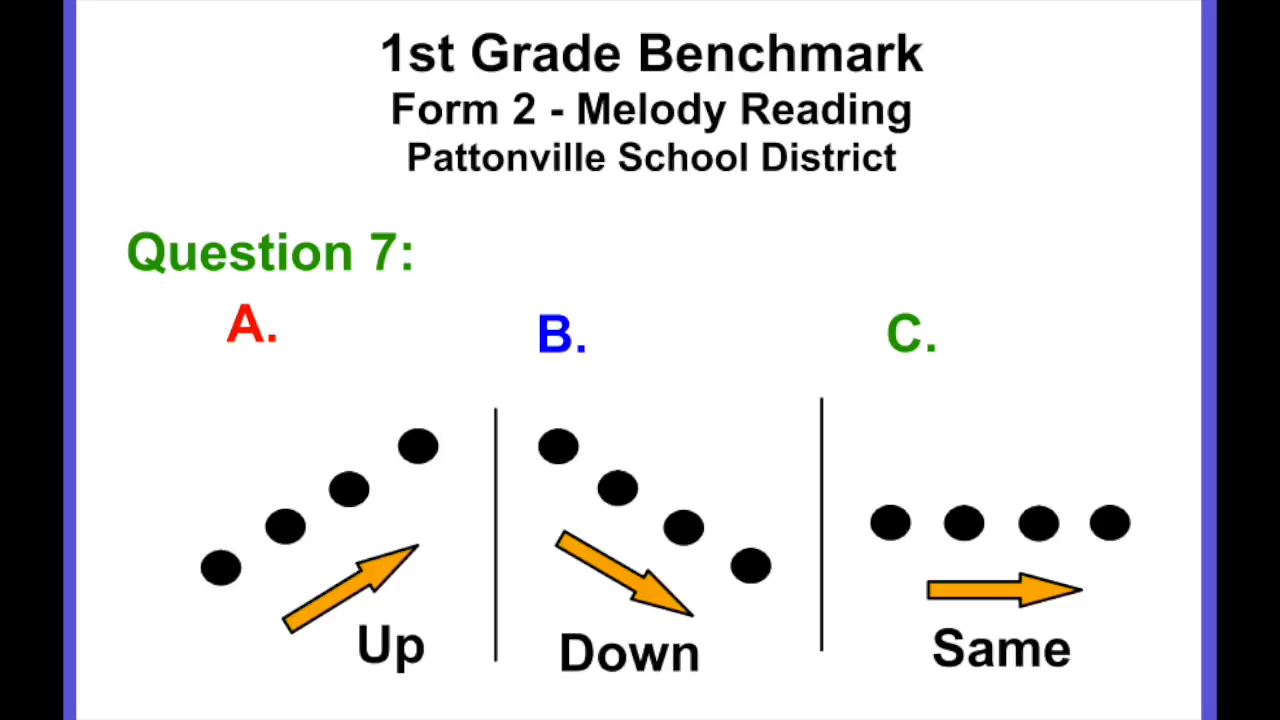 1st Grade Benchmark
Form 2 - Melody Reading
Pattonville School District
Question 7:
A.
B.
C.
Up
Down
Same